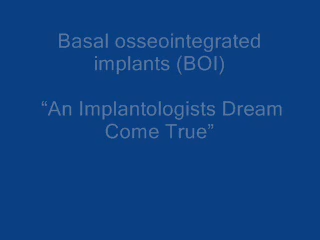 Basal osseointegrated
implants (BOI)
“An Implantologists Dream
Come True”